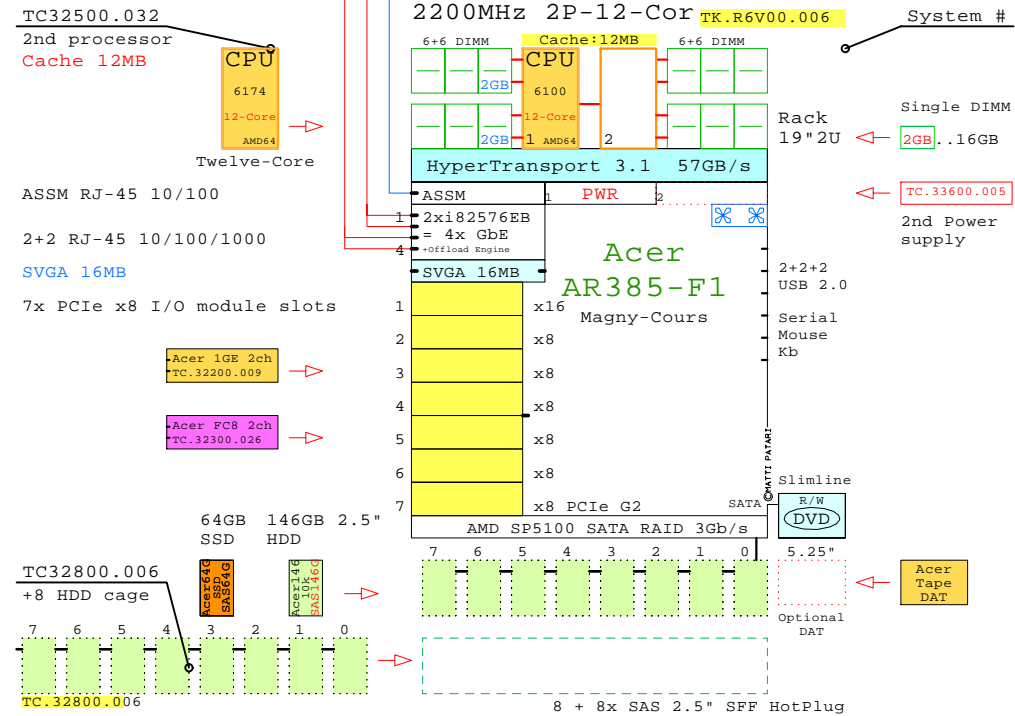 TC32500.032
2nd processor
Cache 12MB
CPU
6174
12-Core
AMD64
Twelve-Core
2200MHz 2P-12-Cor
TK.R6V00.006
System #
6+6 DIMM
Cache:12MB
6+6 DIMM
CPU
2GB
6100
12-Core
2GB
1
AMD64
2
Rack
19"2U
Single DIMM
2GB..16GB
HyperTransport 3.1 57GB/s
ASSM
1
PWR
2
TC.33600.005
2nd Power
supply
ASSM RJ-45 10/100
2+2 RJ-45 10/100/1000
SVGA 16MB
7x PCIe x8 I/O module slots
1
2xi82576EB
= 4x GbE
4
+Offload Engine
SVGA 16MB
Acer
AR385-F1
Magny-Cours
2+2+2
USB 2.0
Serial
Mouse
Kb
1
x16
2
x8
3
x8
4
x8
5
x8
6
x8
7
x8 PCIe G2
Acer 1GE 2ch
TC.32200.009
Acer FC8 2ch
TC.32300.026
©MATTI PATARI
SATA
Slimline
R/W
DVD
AMD SP5100 SATA RAID 3Gb/s
7 6 5 4 3 2 1 0
5.25"
Optional
DAT
Acer
Tape
DAT
64GB
SSD
146GB 2.5"
HDD
Acer64G
SSD
SAS64G
Acer146
10k
SAS146G
TC32800.006
+8 HDD cage
7 6 5 4 3 2 1 0
TC.32800.006
8 + 8x SAS 2.5" SFF HotPlug